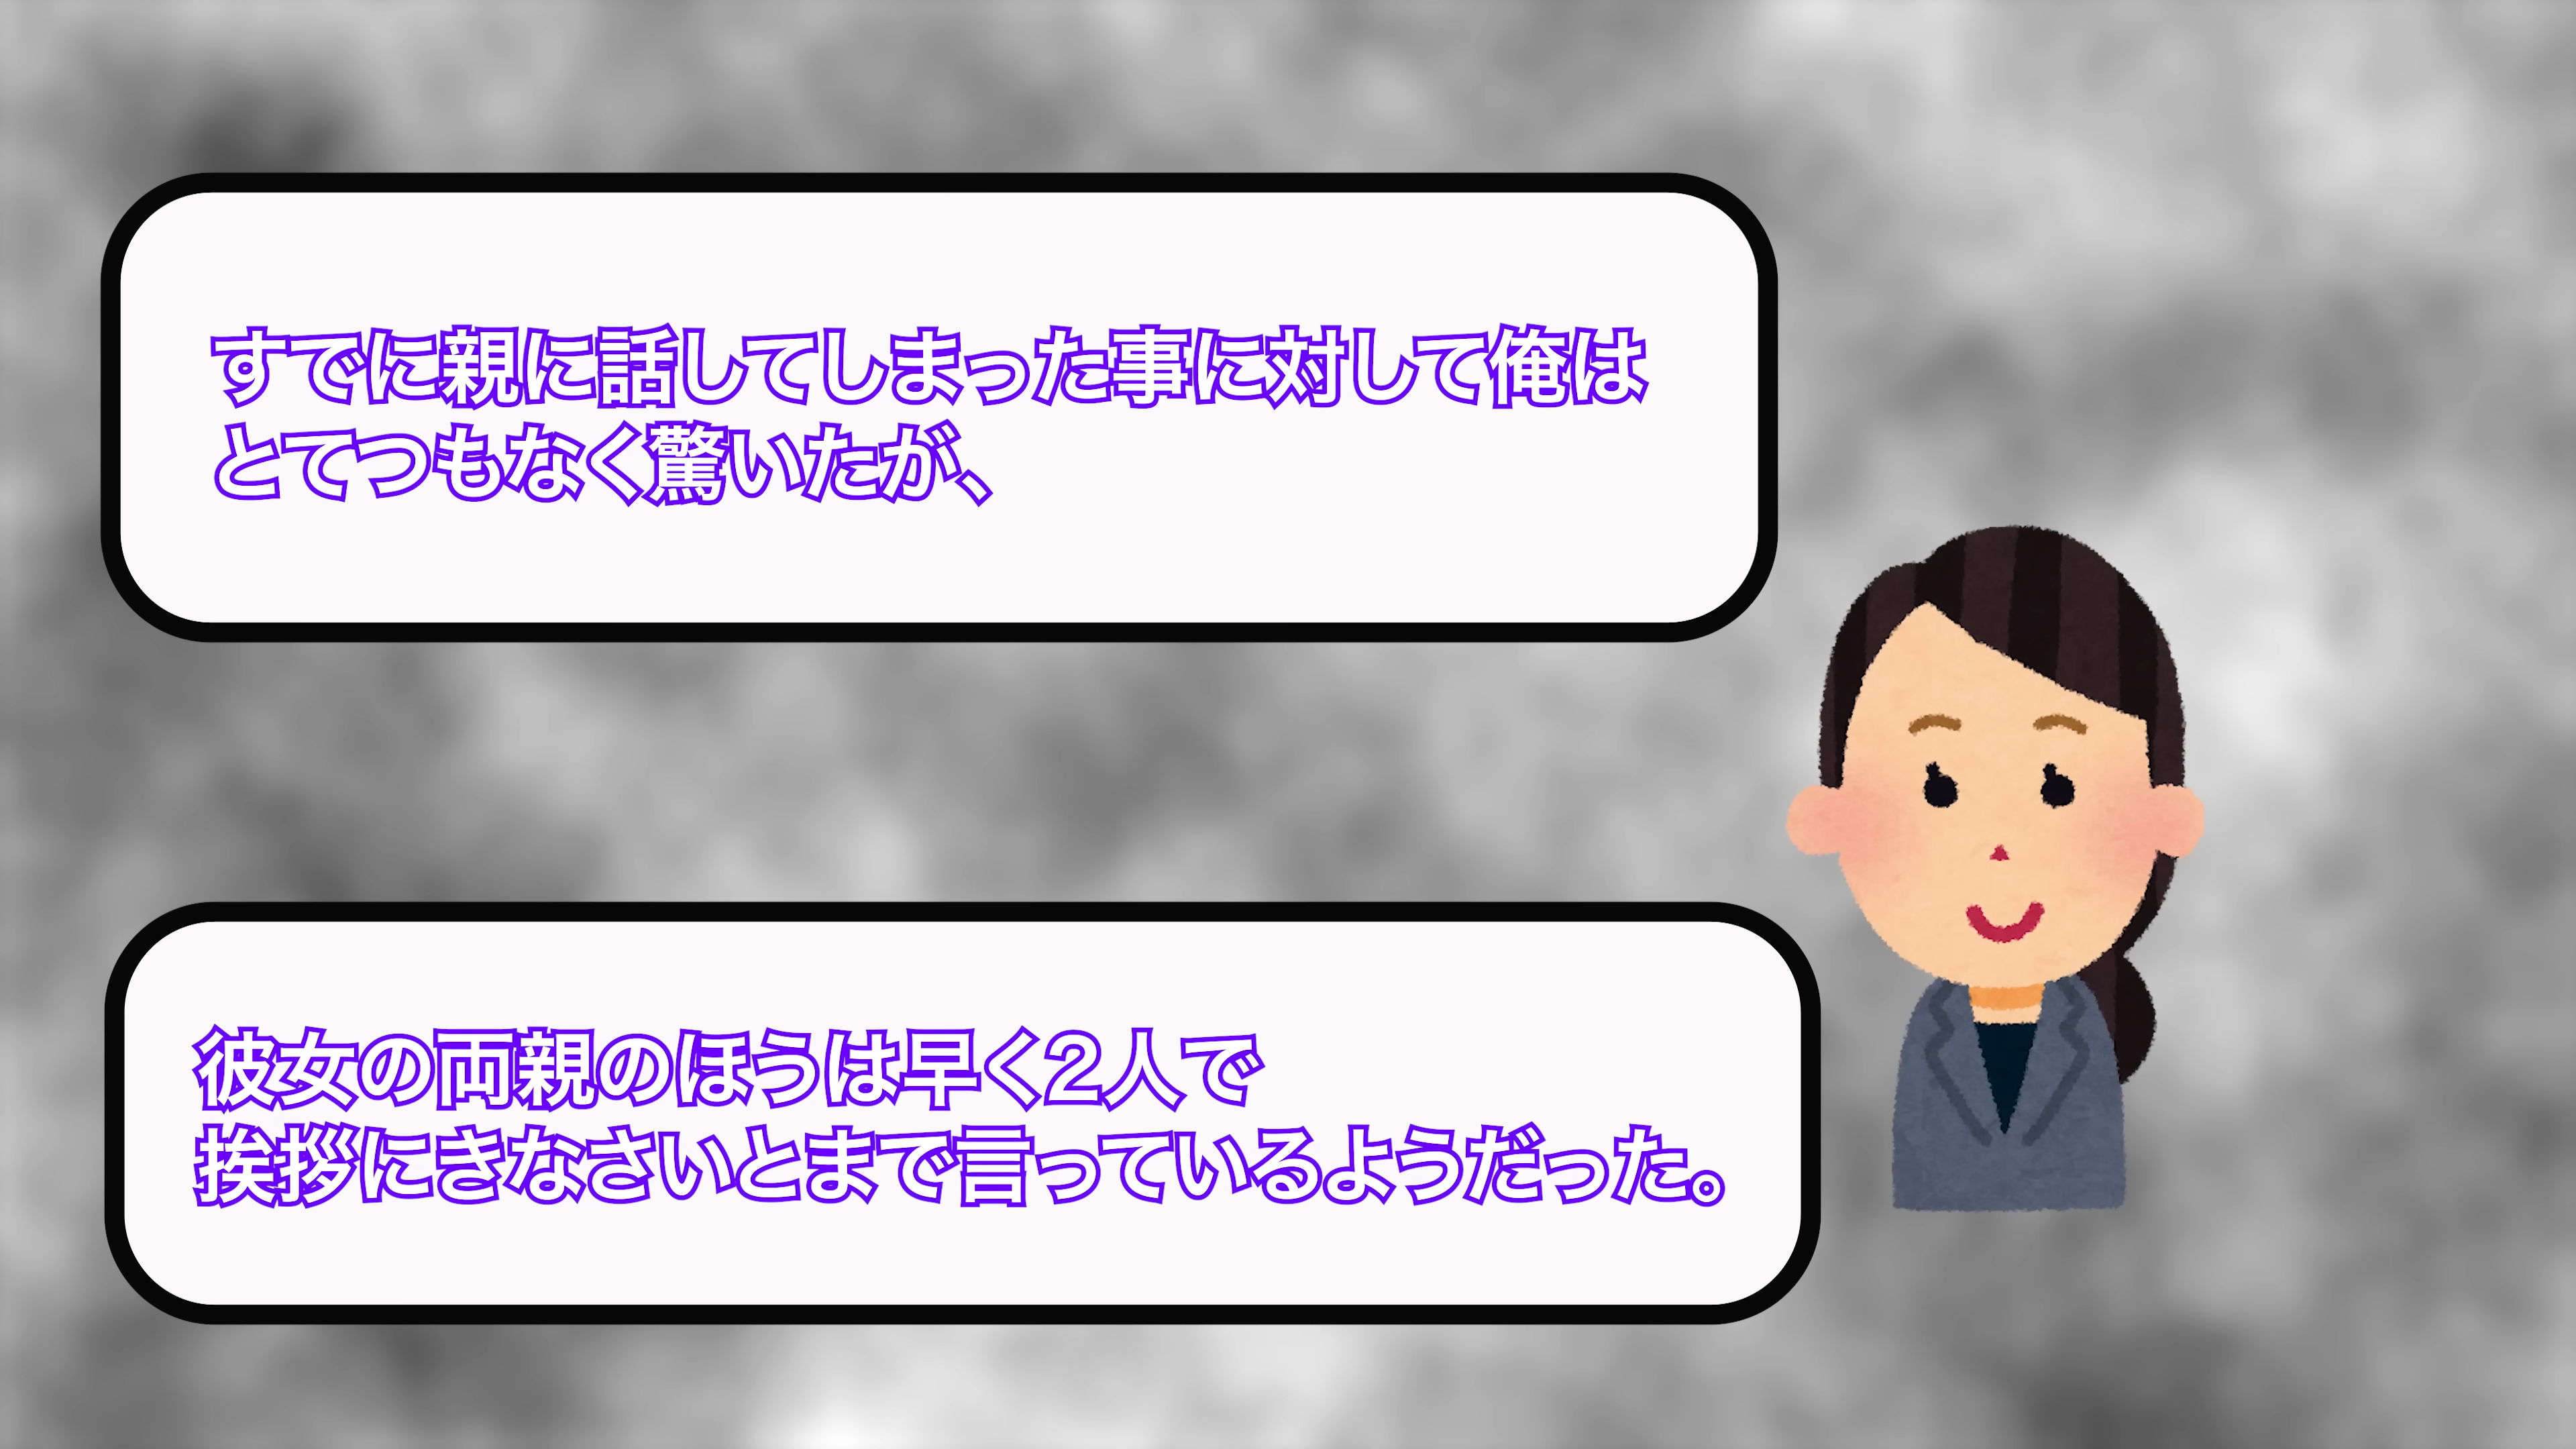 すでに親に話してしまった事に対して俺は
とてつもなく驚いたが、
彼女の両親のほうは早く2人で
挨拶にきなさいとまで言っているようだった。